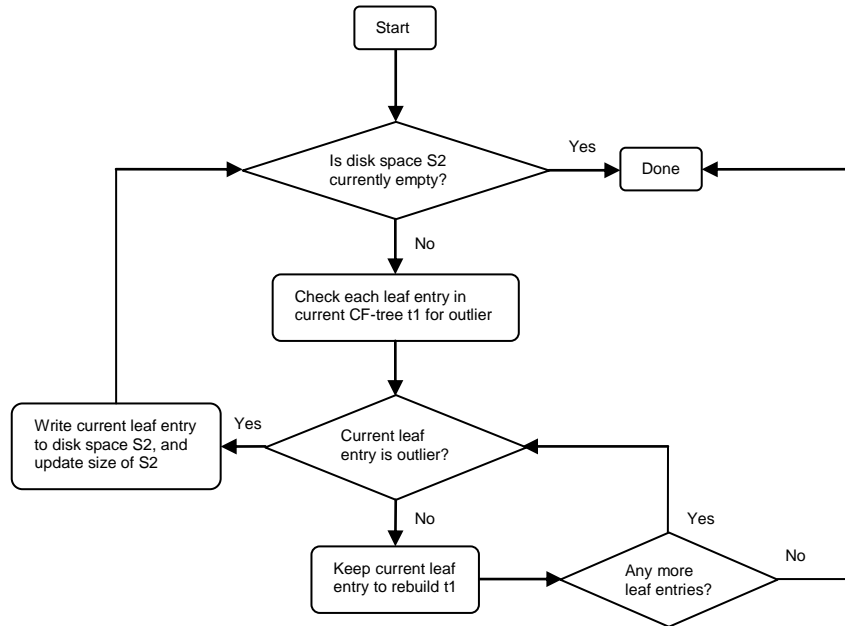 Start
Is disk space S2
currently empty?
Yes
Done
No
Check each leaf entry in
current CF-tree t1 for outlier
Write current leaf entry
to disk space S2, and
update size of S2
Yes
Current leaf
entry is outlier?
No
Yes
Keep current leaf
entry to rebuild t1
Any more
leaf entries?
No